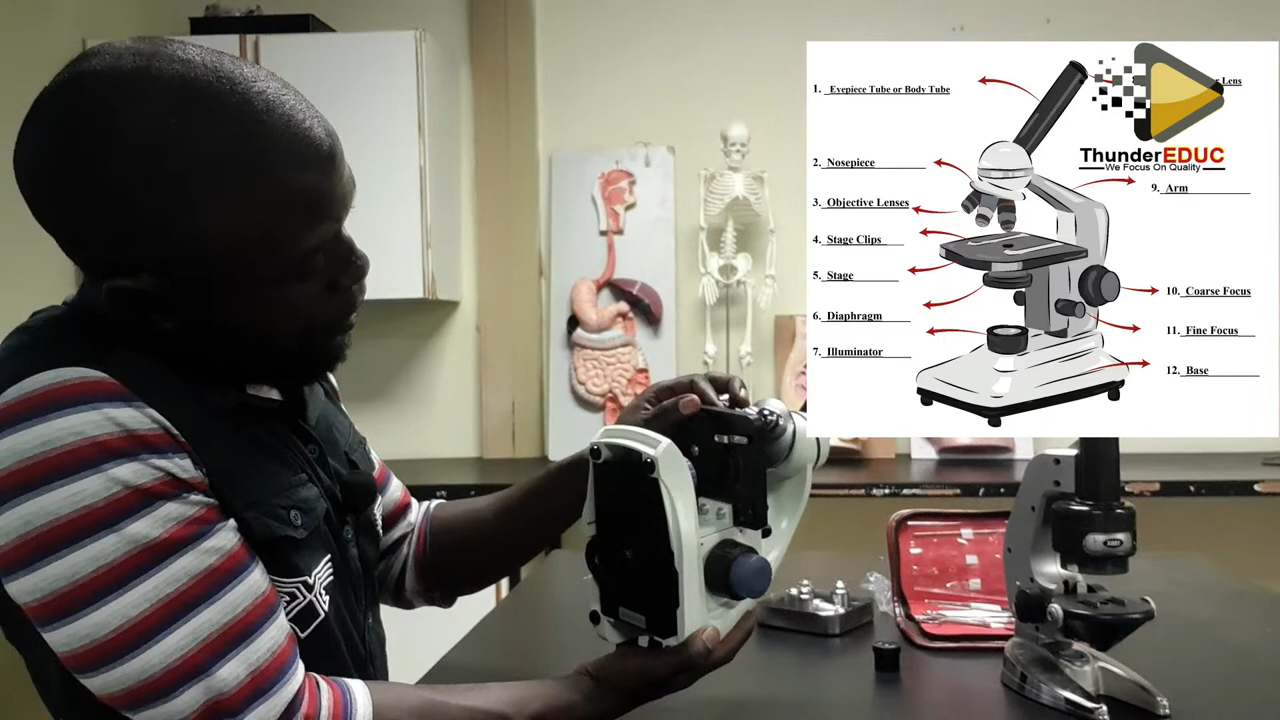 1. Eyepiece Tube or Body Tube
Lens
ThunderEDUC
We Focus On Quality
2. Nosepiece
9. Arm
3. Objective Lenses
4. Stage Clips
5. Stage
10. Coarse Focus
6. Diaphragm
11. Fine Focus
7. Illuminator
12. Base